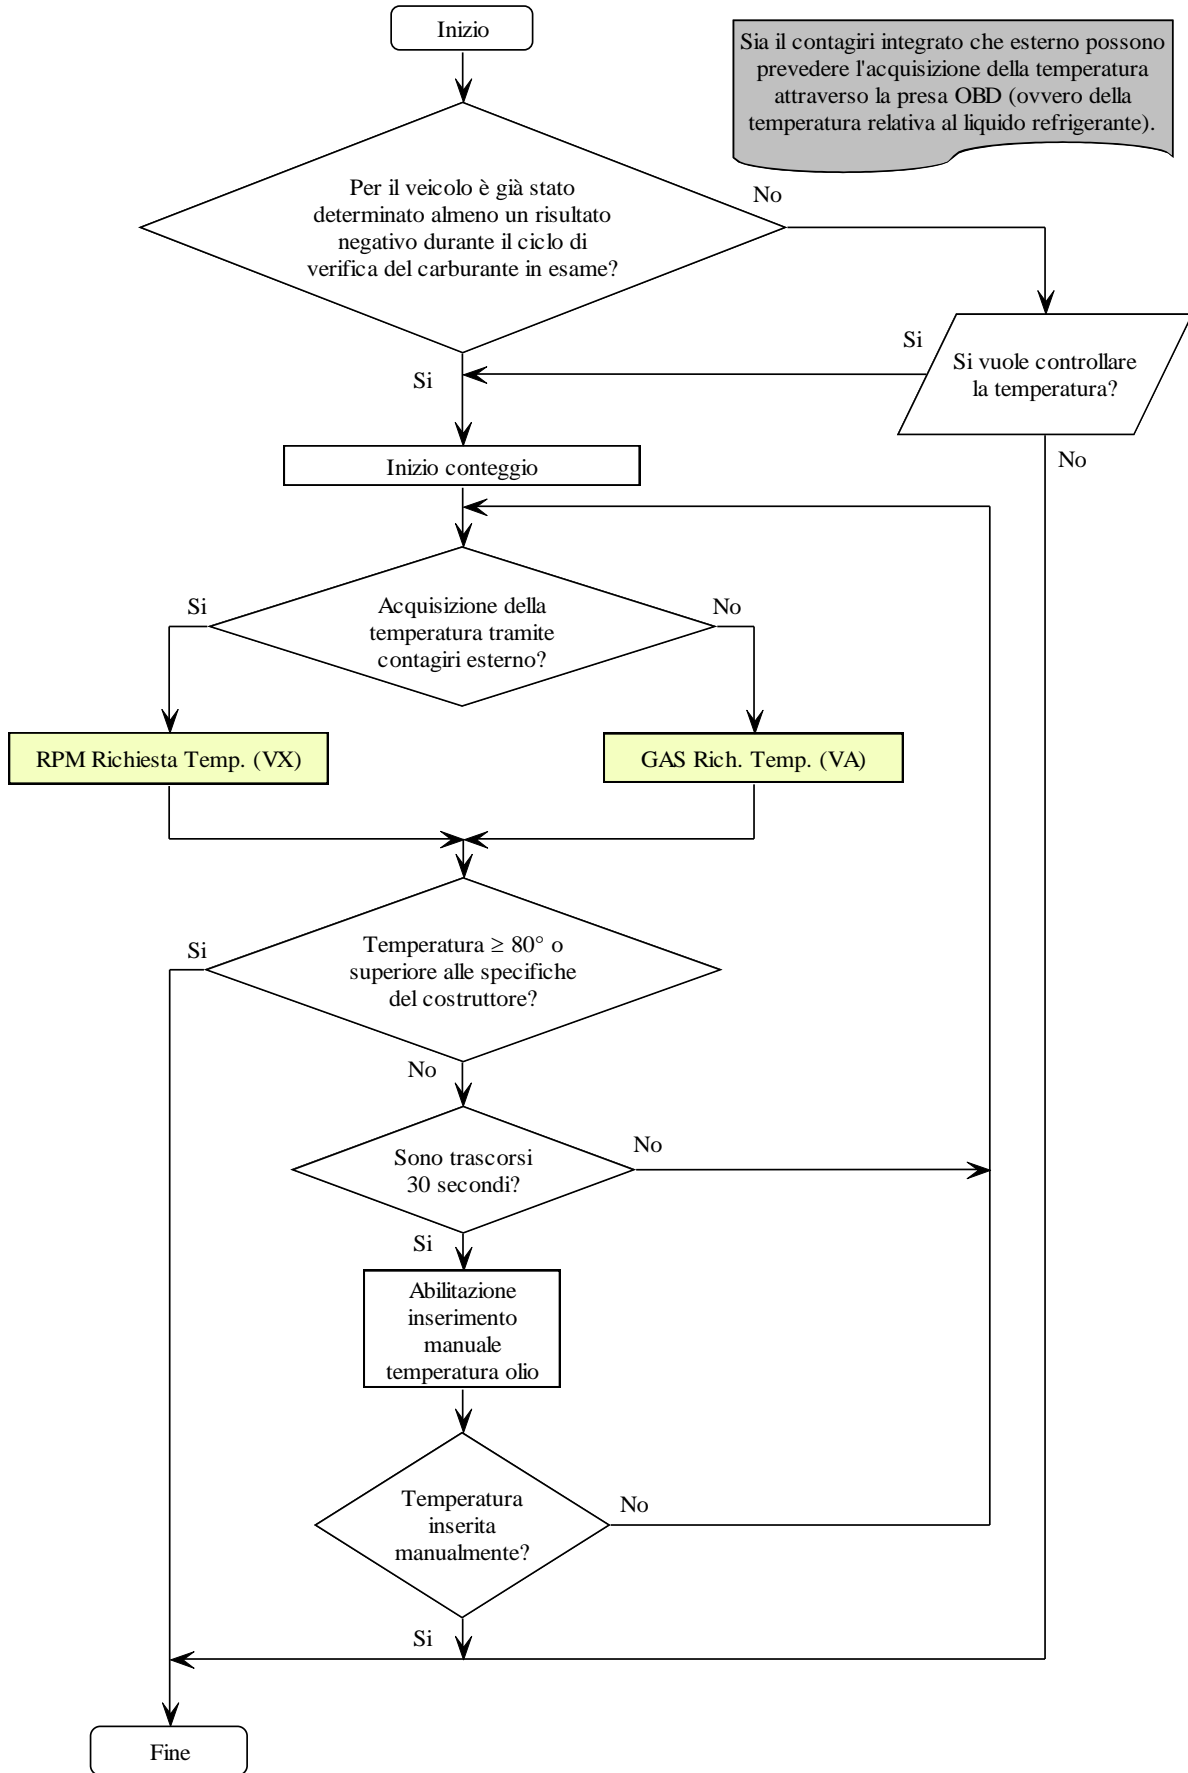 Inizio
Sia il contagiri integrato che esterno possono
prevedere l'acquisizione della temperatura
attraverso la presa OBD (ovvero della
temperatura relativa al liquido refrigerante).
Per il veicolo è già stato
determinato almeno un risultato
negativo durante il ciclo di
verifica del carburante in esame?
No
Si
Si vuole controllare
la temperatura?
Si
No
Inizio conteggio
Si
Acquisizione della
temperatura tramite
contagiri esterno?
No
RPM Richiesta Temp. (VX)
GAS Rich. Temp. (VA)
Si
Temperatura ≥ 80° o
superiore alle specifiche
del costruttore?
No
Sono trascorsi
30 secondi?
No
Si
Abilitazione
inserimento
manuale
temperatura olio
Temperatura
inserita
manualmente?
No
Si
Fine